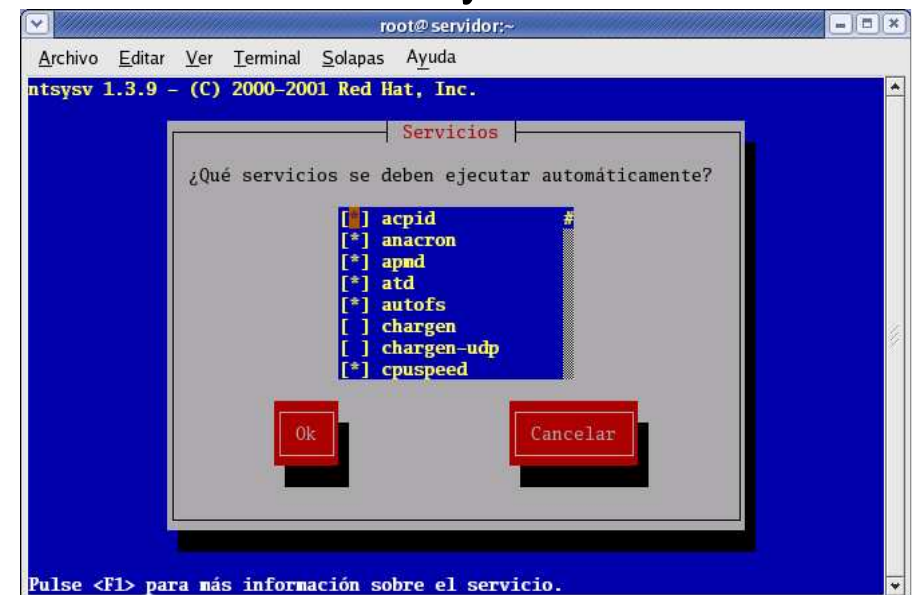 root@servidor:~
Archivo Editar Ver Terminal Solapas Ayuda
ntsysv 1.3.9 - (C) 2000-2001 Red Hat, Inc.
Servicios
¿Qué servicios se deben ejecutar automáticamente?
[*] acpid #
[*] anacron
[*] apmd
[*] atd
[*] autofs
[ ] chargen
[ ] chargen-udp
[*] cpuspeed
Ok Cancelar
Pulse <F1> para más información sobre el servicio.